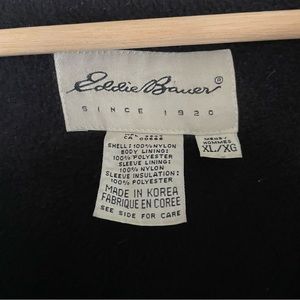 Eddie Bauer®
SINCE 1920
SHELL: 100% NYLON
BODY LINING:
100% POLYESTER
SLEEVE LINING:
100% NYLON
SLEEVE INSULATION:
100% POLYESTER
MADE IN KOREA
FABRIQUE EN COREE
SEE SIDE FOR CARE
MENS/
HOMMES
XL/XG